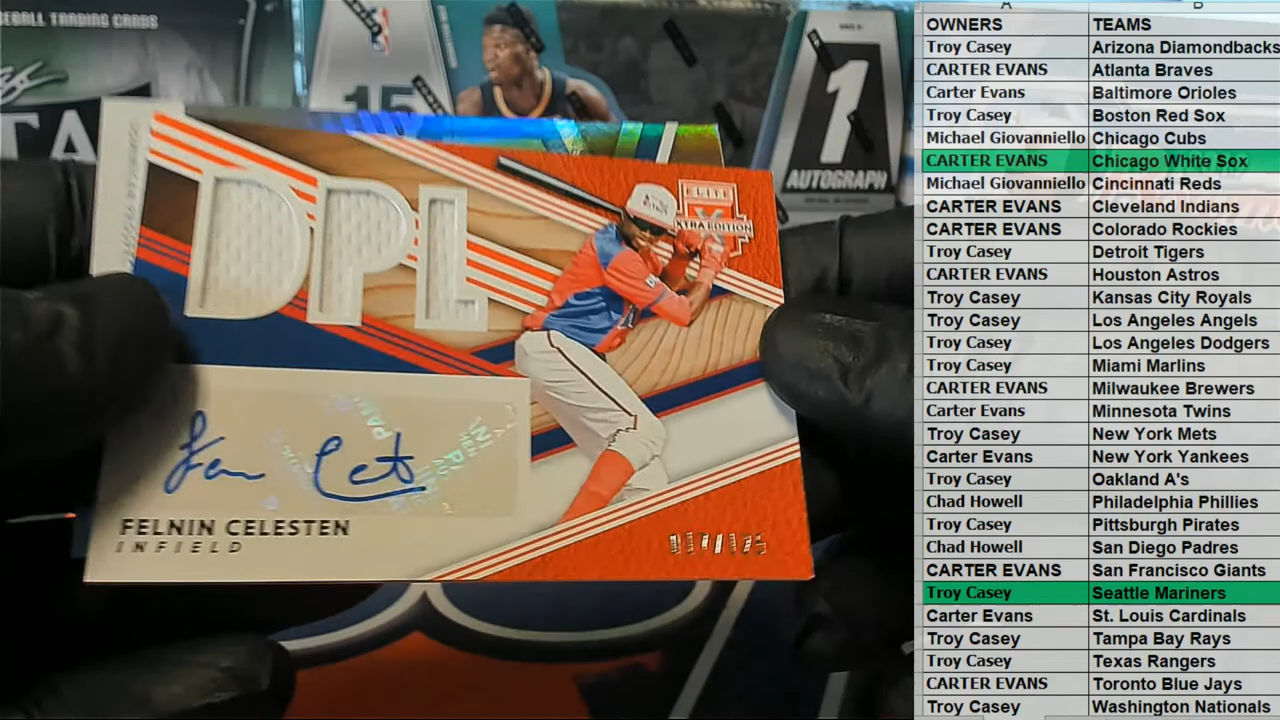 BASEBALL TRADING CARDS
15
1
AUTOGRAPH
DPL
ELITE
X
XTRA EDITION
FELNIN CELESTEN
INFIELD
A B
OWNERS TEAMS
Troy Casey Arizona Diamondbacks
CARTER EVANS Atlanta Braves
Carter Evans Baltimore Orioles
Troy Casey Boston Red Sox
Michael Giovanniello Chicago Cubs
CARTER EVANS Chicago White Sox
Michael Giovanniello Cincinnati Reds
CARTER EVANS Cleveland Indians
CARTER EVANS Colorado Rockies
Troy Casey Detroit Tigers
CARTER EVANS Houston Astros
Troy Casey Kansas City Royals
Troy Casey Los Angeles Angels
Troy Casey Los Angeles Dodgers
Troy Casey Miami Marlins
CARTER EVANS Milwaukee Brewers
Carter Evans Minnesota Twins
Troy Casey New York Mets
Carter Evans New York Yankees
Troy Casey Oakland A's
Chad Howell Philadelphia Phillies
Troy Casey Pittsburgh Pirates
Chad Howell San Diego Padres
CARTER EVANS San Francisco Giants
Troy Casey Seattle Mariners
Carter Evans St. Louis Cardinals
Troy Casey Tampa Bay Rays
Troy Casey Texas Rangers
CARTER EVANS Toronto Blue Jays
Troy Casey Washington Nationals